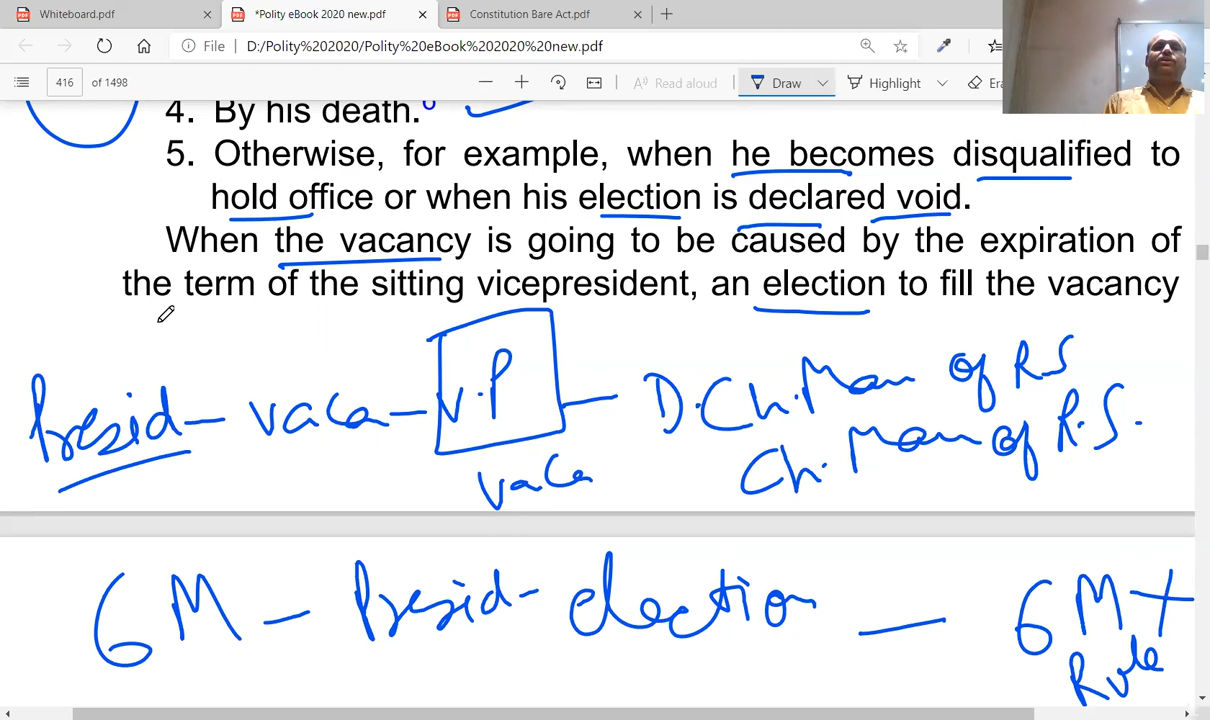 Whiteboard.pdf
*Polity eBook 2020 new.pdf
Constitution Bare Act.pdf
File D:/Polity%202020/Polity%20eBook%202020%20new.pdf
416 of 1498
Read aloud
Draw
Highlight
4. By his death.6
5. Otherwise, for example, when he becomes disqualified to
hold office or when his election is declared void.
When the vacancy is going to be caused by the expiration of
the term of the sitting vicepresident, an election to fill the vacancy
Presid - vaca - V.P - D.Ch.Man of R.S
vaca Ch.Man of R.S.
6 M - Presid - election - 6 M +
Rule